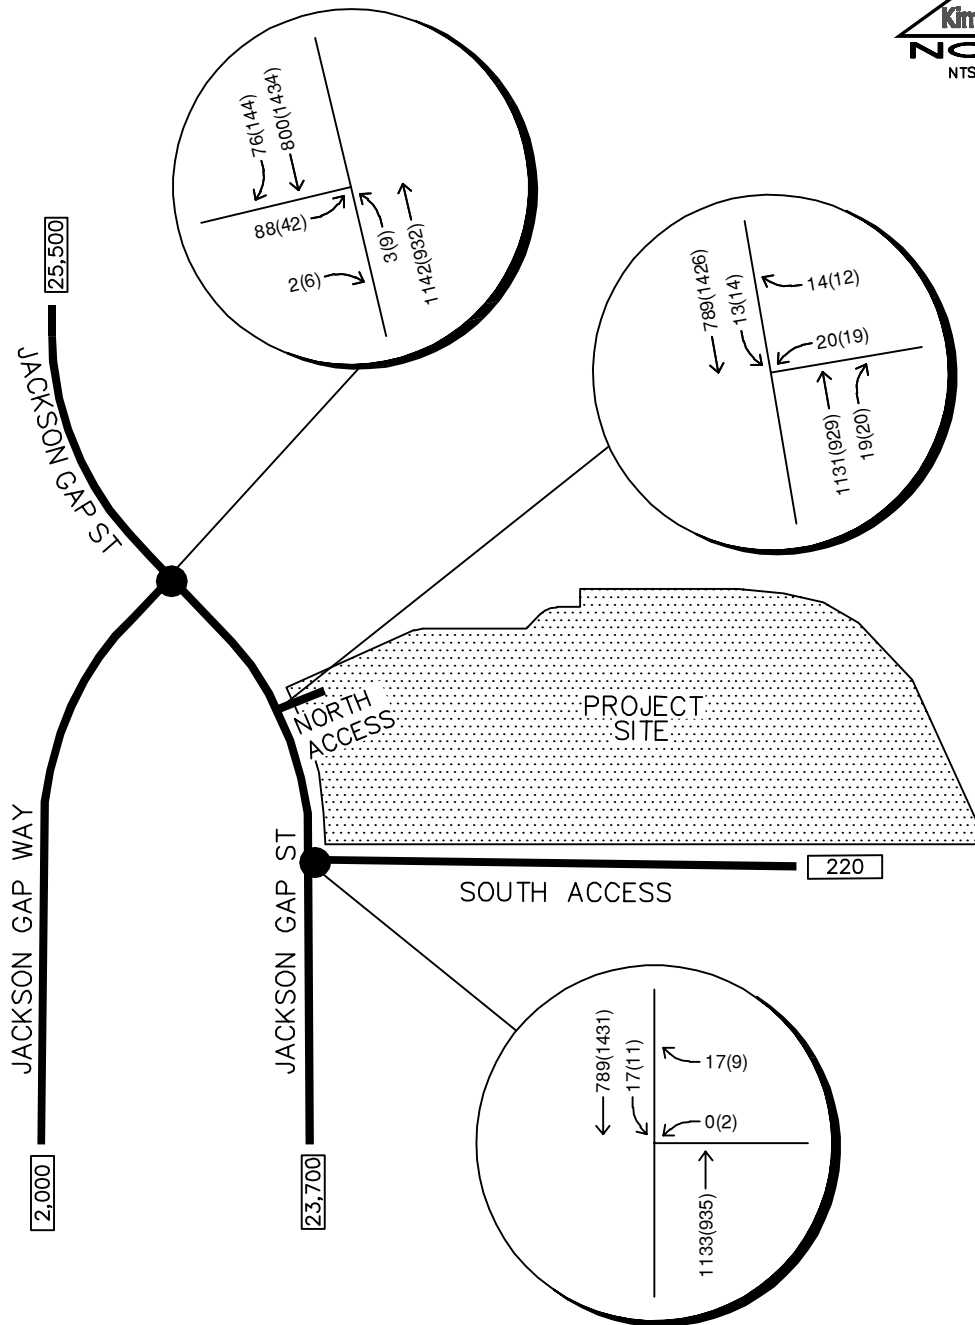 NTS
76(144)
800(1434)
88(42)
2(6)
3(9)
1142(932)
25,500
JACKSON GAP ST
789(1426)
13(14)
14(12)
20(19)
1131(929)
19(20)
NORTH
ACCESS
PROJECT
SITE
JACKSON GAP WAY
JACKSON GAP ST
220
SOUTH ACCESS
789(1431)
17(11)
17(9)
0(2)
1133(935)
2,000
23,700